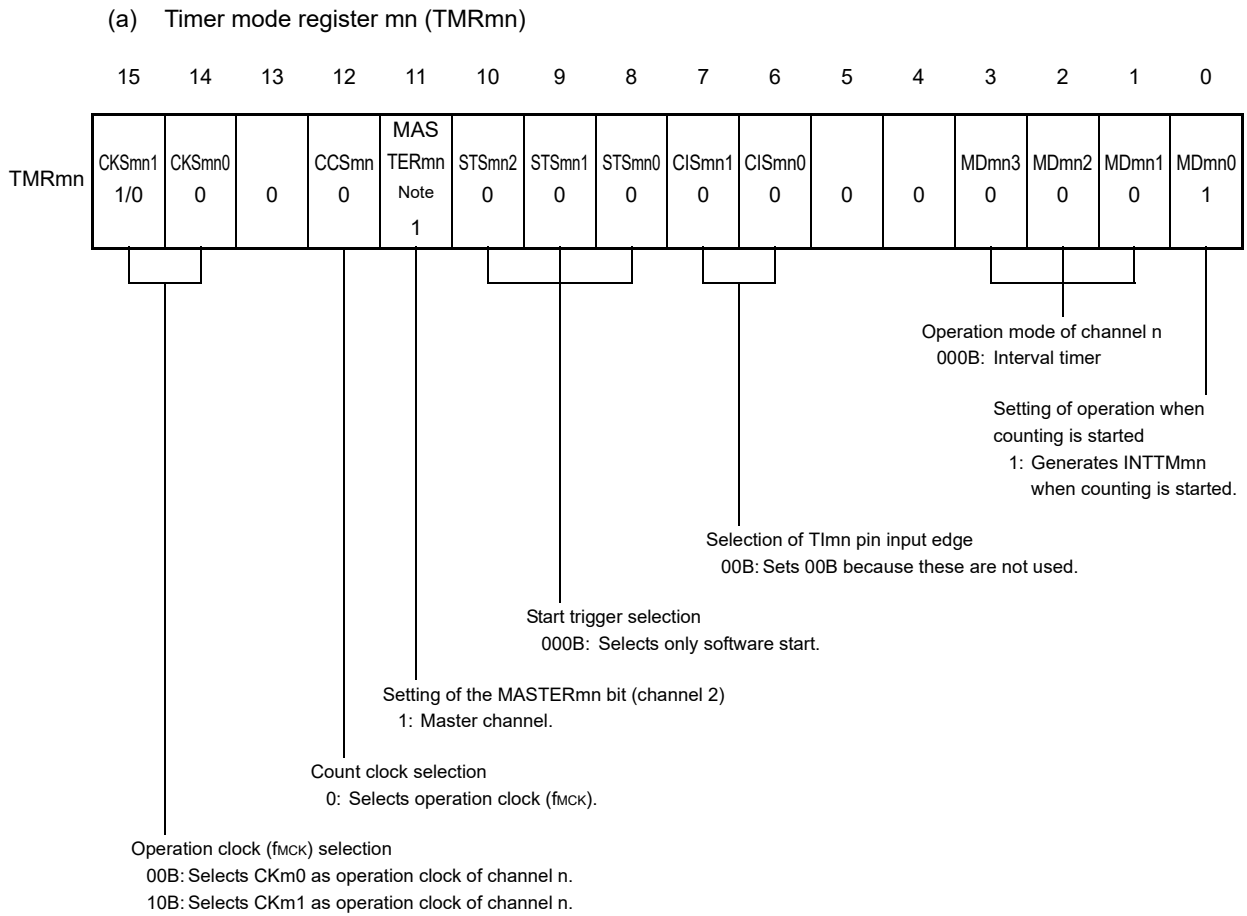 (a) Timer mode register mn (TMRmn)
15 14 13 12 11 10 9 8 7 6 5 4 3 2 1 0
TMRmn
CKSmn1 1/0
CKSmn0 0
0
CCSmn 0
MAS
TERmn
Note
1
STSmn2 0
STSmn1 0
STSmn0 0
CISmn1 0
CISmn0 0
0
0
MDmn3 0
MDmn2 0
MDmn1 0
MDmn0 1
Operation mode of channel n
000B: Interval timer
Setting of operation when
counting is started
1: Generates INTTMmn
when counting is started.
Selection of TImn pin input edge
00B: Sets 00B because these are not used.
Start trigger selection
000B: Selects only software start.
Setting of the MASTERmn bit (channel 2)
1: Master channel.
Count clock selection
0: Selects operation clock (fMCK).
Operation clock (fMCK) selection
00B: Selects CKm0 as operation clock of channel n.
10B: Selects CKm1 as operation clock of channel n.